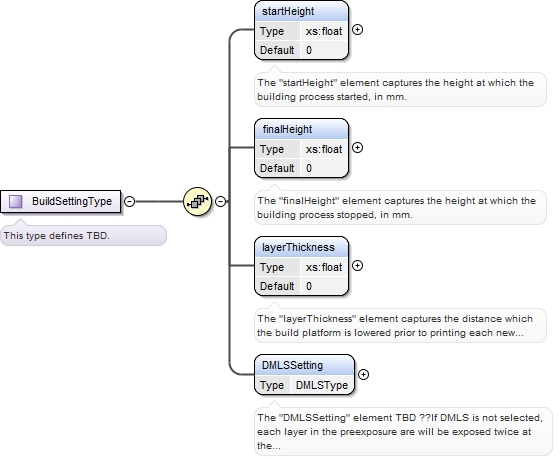 startHeight
Type xs:float
Default 0
The "startHeight" element captures the height at which the
building process started, in mm.
finalHeight
Type xs:float
Default 0
The "finalHeight" element captures the height at which the
building process stopped, in mm.
BuildSettingType
This type defines TBD.
layerThickness
Type xs:float
Default 0
The "layerThickness" element captures the distance which
the build platform is lowered prior to printing each new...
DMLSSetting
Type DMLSType
The "DMLSSetting" element TBD ??If DMLS is not selected,
each layer in the preexposure are will be exposed twice at
the...